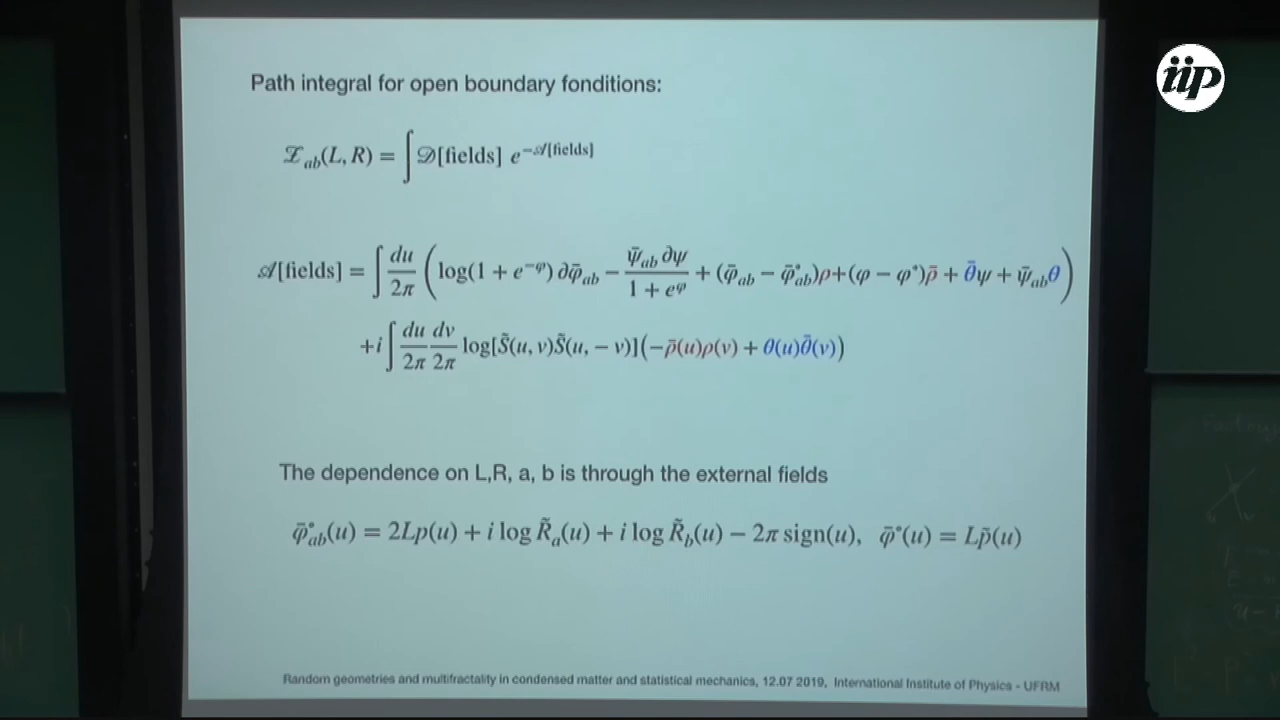 iip
Path integral for open boundary fonditions:
𝒵_ab(L, R) = ∫ 𝒟[fields] e^{−𝒜[fields]}
𝒜[fields] = ∫ du/2π ( log(1 + e^{−φ}) ∂φ̄_ab − ψ̄_ab ∂ψ / (1 + e^φ) + (φ̄_ab − φ̄°_ab)ρ+(φ − φ°)ρ̄ + θ̄ψ + ψ̄_abθ )
+i ∫ du/2π dv/2π log[S̃(u, v)S̃(u, − v)](−ρ̄(u)ρ(v) + θ(u)θ̄(v))
The dependence on L,R, a, b is through the external fields
φ̄°_ab(u) = 2Lp(u) + i log R̃_a(u) + i log R̃_b(u) − 2π sign(u), φ̄°(u) = Lp̃(u)
Random geometries and multifractality in condensed matter and statistical mechanics, 12.07 2019, International Institute of Physics - UFRM